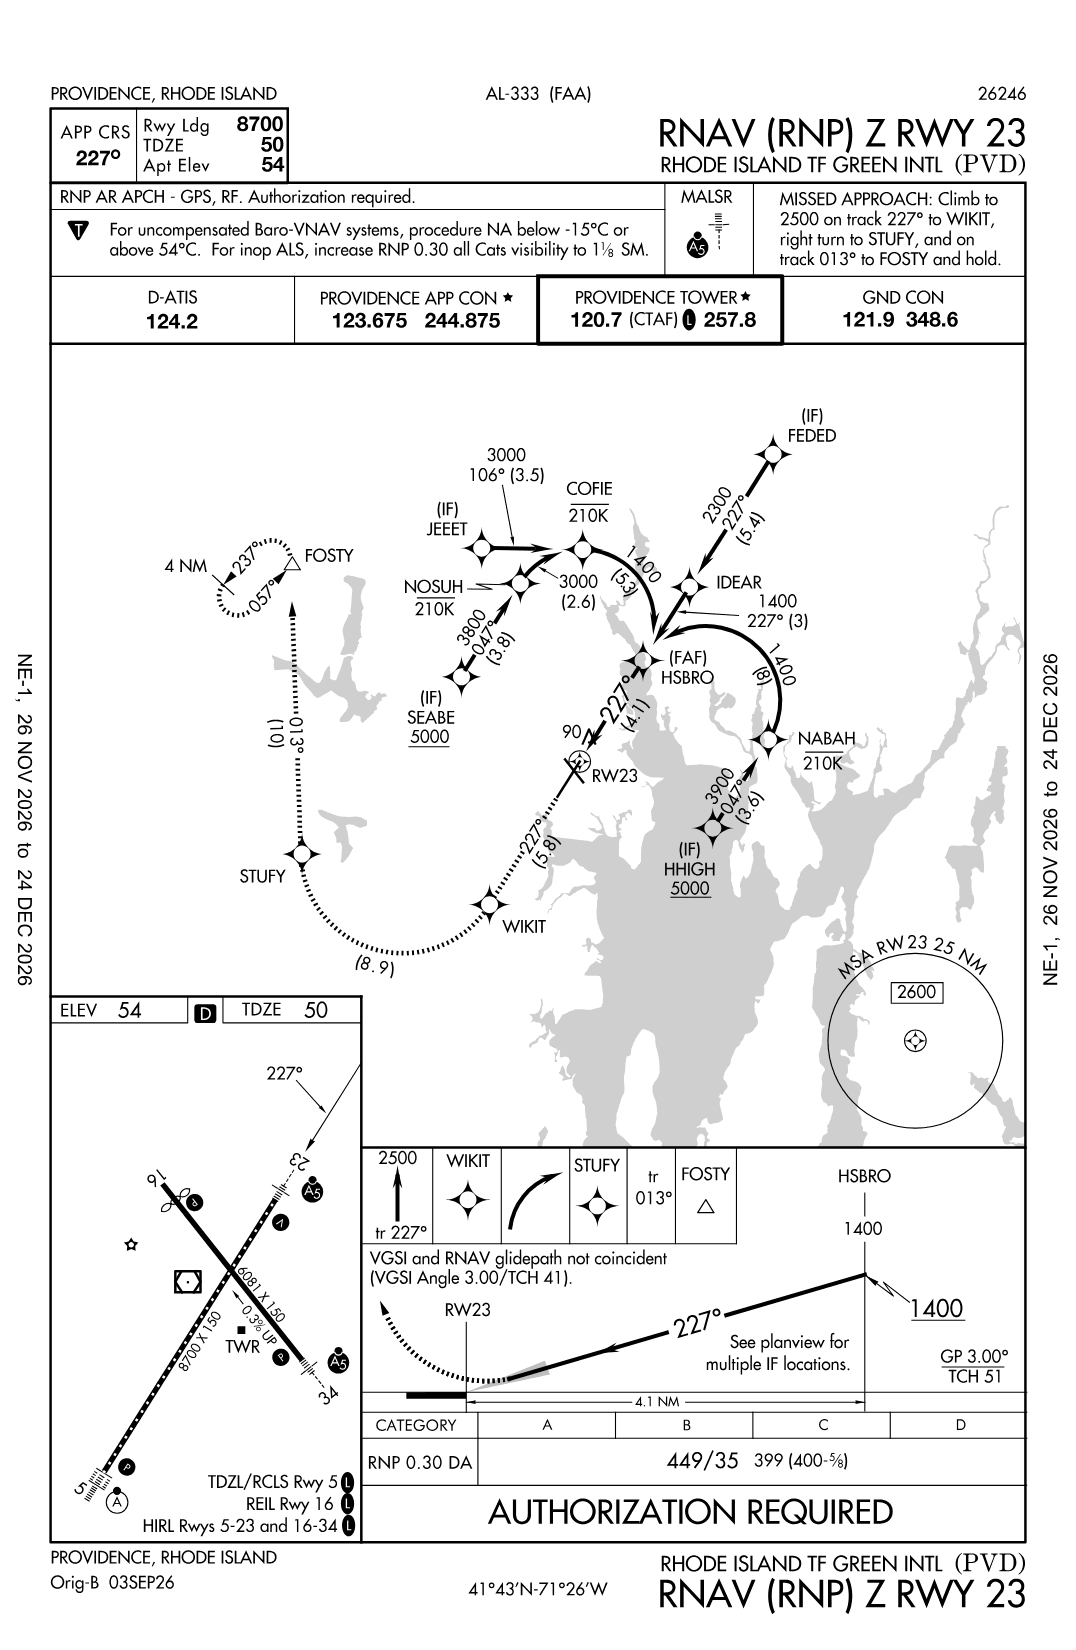 PROVIDENCE, RHODE ISLAND
AL-333 (FAA)
26246
APP CRS
227°
Rwy Ldg 8700
TDZE 50
Apt Elev 54
RNAV (RNP) Z RWY 23
RHODE ISLAND TF GREEN INTL (PVD)
RNP AR APCH - GPS, RF. Authorization required.
T
For uncompensated Baro-VNAV systems, procedure NA below -15°C or
above 54°C. For inop ALS, increase RNP 0.30 all Cats visibility to 1⅛ SM.
MALSR
A5
MISSED APPROACH: Climb to
2500 on track 227° to WIKIT,
right turn to STUFY, and on
track 013° to FOSTY and hold.
D-ATIS
124.2
PROVIDENCE APP CON ★
123.675 244.875
PROVIDENCE TOWER ★
120.7 (CTAF) L 257.8
GND CON
121.9 348.6
(IF)
FEDED
3000
106° (3.5)
COFIE
210K
(IF)
JEEET
2300
227°
(5.4)
4 NM
237°
057°
FOSTY
NOSUH
210K
3000
(2.6)
1400
(5.3)
IDEAR
1400
227° (3)
3800
047°
(3.8)
(FAF)
HSBRO
1400
(8)
(IF)
SEABE
5000
227°
(4.1)
90
RW23
NABAH
210K
3900
047°
(3.6)
013°
(10)
(IF)
HHIGH
5000
227°
(5.8)
STUFY
WIKIT
(8.9)
MSA RW23 25 NM
2600
NE-1, 26 NOV 2026 to 24 DEC 2026
NE-1, 26 NOV 2026 to 24 DEC 2026
ELEV 54
D
TDZE 50
227°
23
16
A5
P
V
6081 X 150
0.3% UP
8700 X 150
TWR
P
A5
34
P
5
A
TDZL/RCLS Rwy 5 L
REIL Rwy 16 L
HIRL Rwys 5-23 and 16-34 L
2500
tr 227°
WIKIT
STUFY
tr
013°
FOSTY
VGSI and RNAV glidepath not coincident
(VGSI Angle 3.00/TCH 41).
HSBRO
1400
RW23
227°
1400
See planview for
multiple IF locations.
GP 3.00°
TCH 51
4.1 NM
CATEGORY A B C D
RNP 0.30 DA 449/35 399 (400-⅝)
AUTHORIZATION REQUIRED
PROVIDENCE, RHODE ISLAND
Orig-B 03SEP26
41°43'N-71°26'W
RHODE ISLAND TF GREEN INTL (PVD)
RNAV (RNP) Z RWY 23